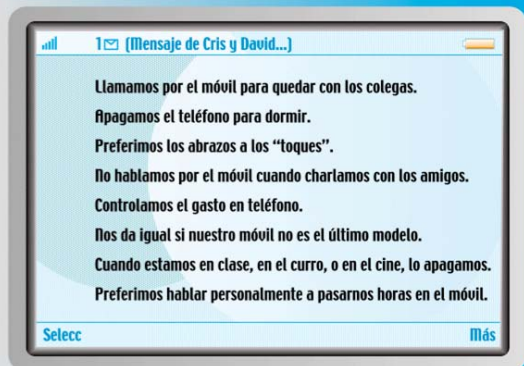 1 (Mensaje de Cris y David...)
Llamamos por el móvil para quedar con los colegas.
Apagamos el teléfono para dormir.
Preferimos los abrazos a los “toques”.
No hablamos por el móvil cuando charlamos con los amigos.
Controlamos el gasto en teléfono.
Nos da igual si nuestro móvil no es el último modelo.
Cuando estamos en clase, en el curro, o en el cine, lo apagamos.
Preferimos hablar personalmente a pasarnos horas en el móvil.
Selecc Más